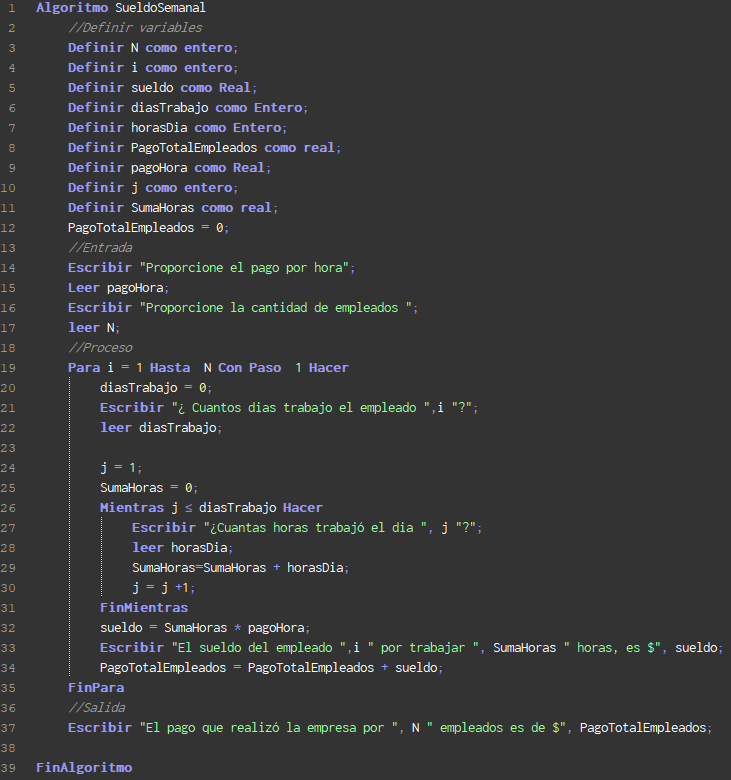 1 Algoritmo SueldoSemanal
2 //Definir variables
3 Definir N como entero;
4 Definir i como entero;
5 Definir sueldo como Real;
6 Definir diasTrabajo como Entero;
7 Definir horasDia como Entero;
8 Definir PagoTotalEmpleados como real;
9 Definir pagoHora como Real;
10 Definir j como entero;
11 Definir SumaHoras como real;
12 PagoTotalEmpleados = 0;
13 //Entrada
14 Escribir "Proporcione el pago por hora";
15 Leer pagoHora;
16 Escribir "Proporcione la cantidad de empleados ";
17 leer N;
18 //Proceso
19 Para i = 1 Hasta N Con Paso 1 Hacer
20 diasTrabajo = 0;
21 Escribir "¿ Cuantos dias trabajo el empleado ",i "?";
22 leer diasTrabajo;
23
24 j = 1;
25 SumaHoras = 0;
26 Mientras j ≤ diasTrabajo Hacer
27 Escribir "¿Cuantas horas trabajó el dia ", j "?";
28 leer horasDia;
29 SumaHoras=SumaHoras + horasDia;
30 j = j +1;
31 FinMientras
32 sueldo = SumaHoras * pagoHora;
33 Escribir "El sueldo del empleado ",i " por trabajar ", SumaHoras " horas, es $", sueldo;
34 PagoTotalEmpleados = PagoTotalEmpleados + sueldo;
35 FinPara
36 //Salida
37 Escribir "El pago que realizó la empresa por ", N " empleados es de $", PagoTotalEmpleados;
38
39 FinAlgoritmo